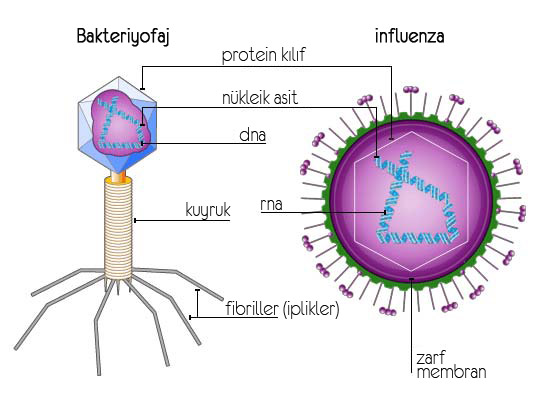 Bakteriyofaj
influenza
protein kılıf
nükleik asit
dna
rna
kuyruk
fibriller (iplikler)
zarf
membran